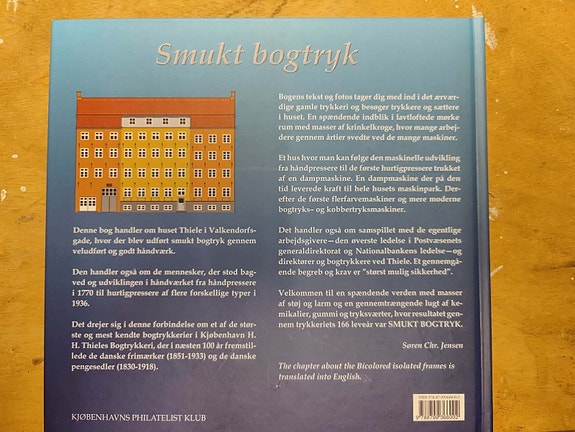 Smukt bogtryk
Denne bog handler om huset Thiele i Valkendorfs-
gade, hvor der blev udført smukt bogtryk gennem
veludført og godt håndværk.
Den handler også om de mennesker, der stod bag-
ved og udviklingen i håndværket fra håndpressere
i 1770 til hurtigpressere af flere forskellige typer i
1936.
Det drejer sig i denne forbindelse om et af de stør-
ste og mest kendte bogtrykkerier i Kjøbenhavn H.
H. Thieles Bogtrykkeri, der i næsten 100 år fremstil-
lede de danske frimærker (1851-1933) og de danske
pengesedler (1830-1918).
KJØBENHAVNS PHILATELIST KLUB
Bogens tekst og fotos tager dig med ind i det ærvær-
dige gamle trykkeri og besøger trykkere og sættere
i huset. En spændende indblik i lavtloftede mørke
rum med masser af krinkelkroge, hvor mange arbej-
dere gennem årtier svedte ved de mange maskiner.
Et hus hvor man kan følge den maskinelle udvikling
fra håndpressere til de første hurtigpressere trukket
af en dampmaskine. En dampmaskine der på den
tid leverede kraft til hele husets maskinpark. Der-
efter de første flerfarvemaskiner og mere moderne
bogtryks- og kobbertryksmaskiner.
Det handler også om samspillet med de egentlige
arbejdsgivere—den øverste ledelse i Postvæsenets
generaldirektorat og Nationalbankens ledelse—og
direktører og bogtrykkere ved Thiele. Et gennemgå-
ende begreb og krav er "størst mulig sikkerhed".
Velkommen til en spændende verden med masser
af støj og larm og en gennemtrængende lugt af ke-
mikalier, gummi og tryksværter, hvor resultatet gen-
nem trykkeriets 166 leveår var SMUKT BOGTRYK.
Søren Chr. Jensen
The chapter about the Bicolored isolated frames is
translated into English.